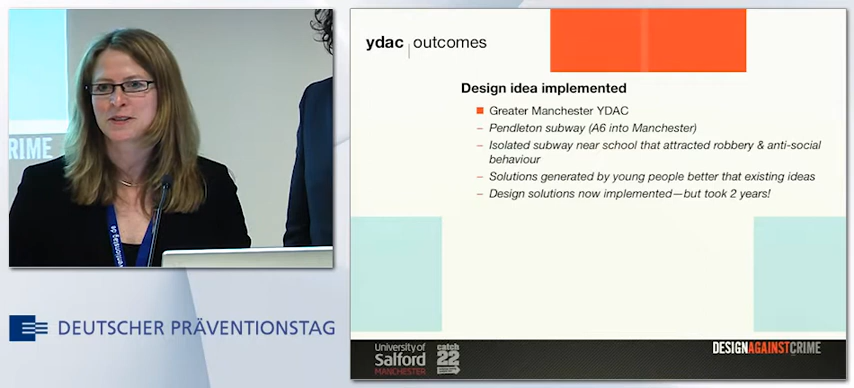 RIME
DEUTSCHER PRÄVENTIONSTAG
ydac outcomes
Design idea implemented
Greater Manchester YDAC
– Pendleton subway (A6 into Manchester)
– Isolated subway near school that attracted robbery & anti-social
behaviour
– Solutions generated by young people better that existing ideas
– Design solutions now implemented—but took 2 years!
University of
Salford
MANCHESTER
catch
22
DESIGNAGAINSTCRIME